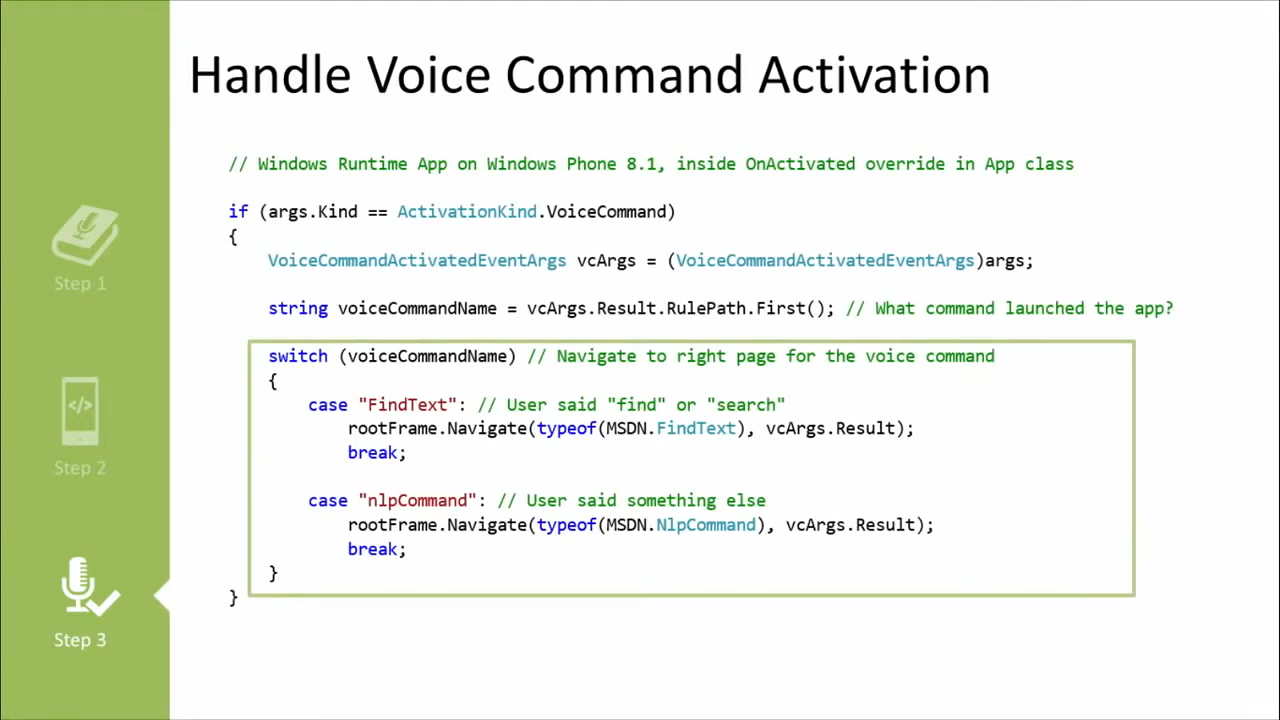 Handle Voice Command Activation
// Windows Runtime App on Windows Phone 8.1, inside OnActivated override in App class
if (args.Kind == ActivationKind.VoiceCommand)
{
VoiceCommandActivatedEventArgs vcArgs = (VoiceCommandActivatedEventArgs)args;
string voiceCommandName = vcArgs.Result.RulePath.First(); // What command launched the app?
switch (voiceCommandName) // Navigate to right page for the voice command
{
case "FindText": // User said "find" or "search"
rootFrame.Navigate(typeof(MSDN.FindText), vcArgs.Result);
break;
case "nlpCommand": // User said something else
rootFrame.Navigate(typeof(MSDN.NlpCommand), vcArgs.Result);
break;
}
}
Step 1
</>
Step 2
Step 3